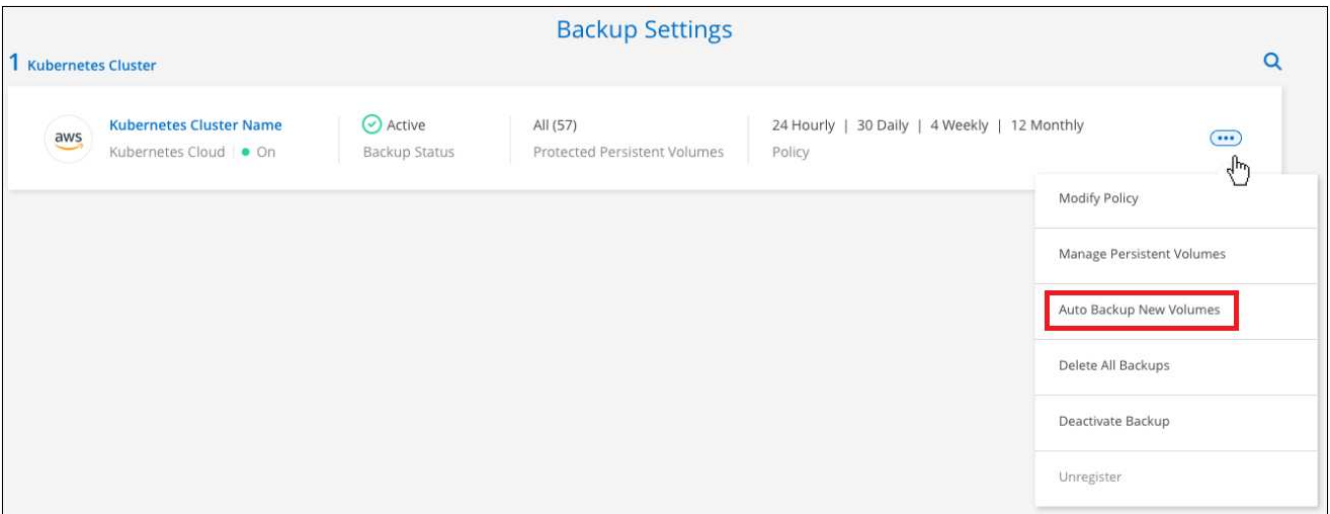 Backup Settings
1 Kubernetes Cluster
aws
Kubernetes Cluster Name
Kubernetes Cloud
On
Active
Backup Status
All (57)
Protected Persistent Volumes
24 Hourly | 30 Daily | 4 Weekly | 12 Monthly
Policy
Modify Policy
Manage Persistent Volumes
Auto Backup New Volumes
Delete All Backups
Deactivate Backup
Unregister